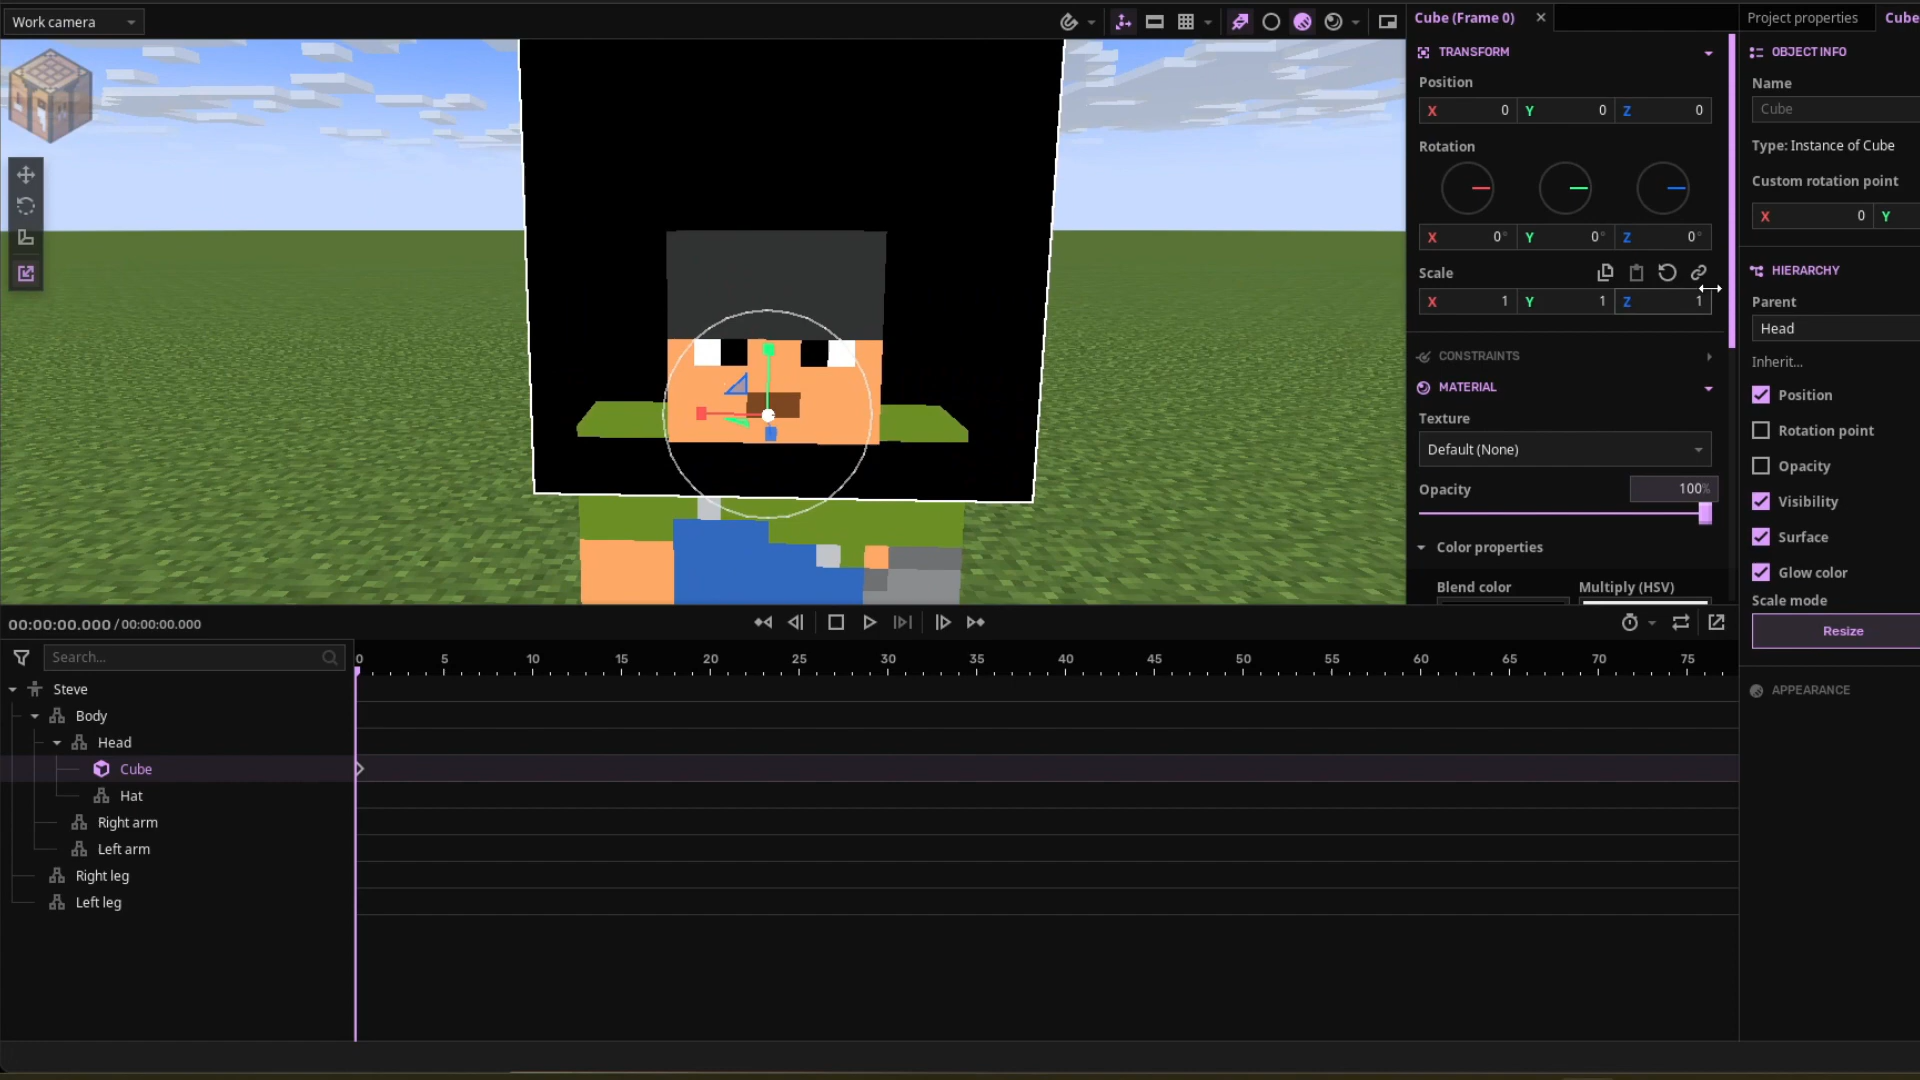 Work camera
Cube (Frame 0)
Project properties
Cube
TRANSFORM
Position
X 0 Y 0 Z 0
Rotation
X 0° Y 0° Z 0°
Scale
X 1 Y 1 Z 1
CONSTRAINTS
MATERIAL
Texture
Default (None)
Opacity
100%
Color properties
Blend color
Multiply (HSV)
OBJECT INFO
Name
Cube
Type: Instance of Cube
Custom rotation point
X 0 Y
HIERARCHY
Parent
Head
Inherit...
Position
Rotation point
Opacity
Visibility
Surface
Glow color
Scale mode
Resize
APPEARANCE
00:00:00.000 / 00:00:00.000
Search...
0 5 10 15 20 25 30 35 40 45 50 55 60 65 70 75
Steve
Body
Head
Cube
Hat
Right arm
Left arm
Right leg
Left leg